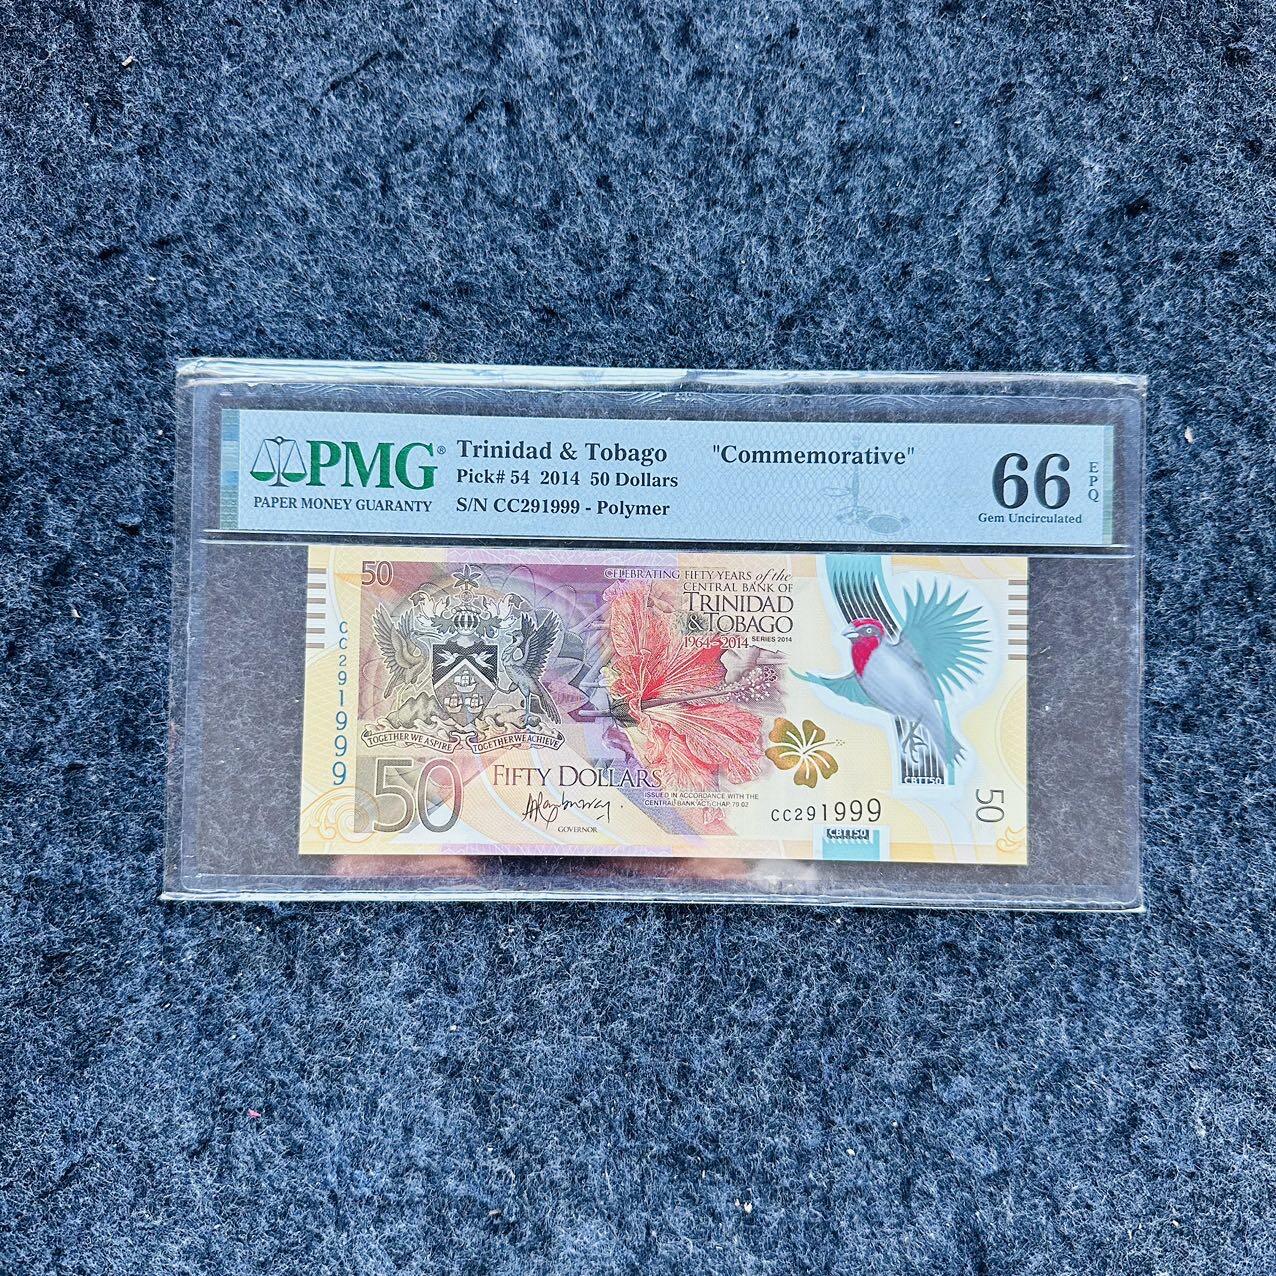 PMG®
PAPER MONEY GUARANTY
Trinidad & Tobago "Commemorative"
Pick# 54 2014 50 Dollars
S/N CC291999 - Polymer
66 EPQ
Gem Uncirculated
50
CELEBRATING FIFTY YEARS of the
CENTRAL BANK OF
TRINIDAD
& TOBAGO
1964-2014 SERIES 2014
CC291999
TOGETHER WE ASPIRE TOGETHER WE ACHIEVE
50
FIFTY DOLLARS
ISSUED IN ACCORDANCE WITH THE
CENTRAL BANK ACT, CHAP. 79:02
GOVERNOR
CBTT50
CC291999
CBTT50
50